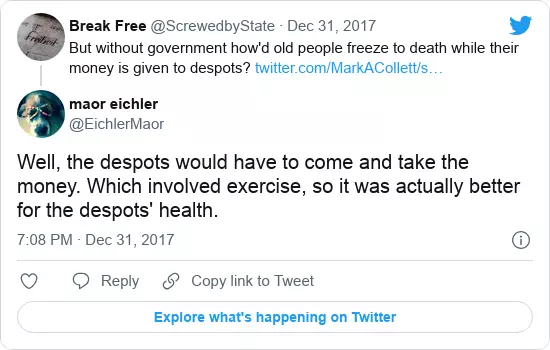 Break Free @ScrewedbyState · Dec 31, 2017
But without government how'd old people freeze to death while their
money is given to despots? twitter.com/MarkACollett/s…
maor eichler
@EichlerMaor
Well, the despots would have to come and take the
money. Which involved exercise, so it was actually better
for the despots' health.
7:08 PM · Dec 31, 2017
Reply
Copy link to Tweet
Explore what's happening on Twitter